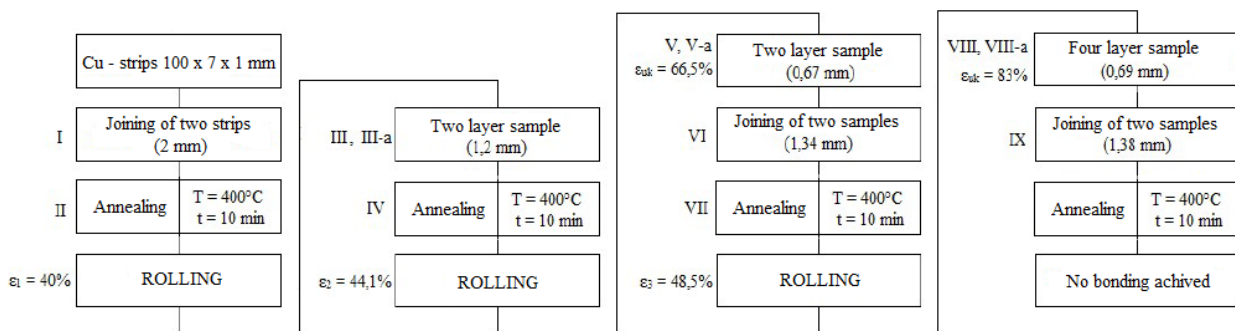 Cu - strips 100 x 7 x 1 mm
I
Joining of two strips
(2 mm)
II
Annealing
T = 400°C
t = 10 min
ε1 = 40%
ROLLING
III, III-a
Two layer sample
(1,2 mm)
IV
Annealing
T = 400°C
t = 10 min
ε2 = 44,1%
ROLLING
V, V-a
εuk = 66,5%
Two layer sample
(0,67 mm)
VI
Joining of two samples
(1,34 mm)
VII
Annealing
T = 400°C
t = 10 min
ε3 = 48,5%
ROLLING
VIII, VIII-a
εuk = 83%
Four layer sample
(0,69 mm)
IX
Joining of two samples
(1,38 mm)
Annealing
T = 400°C
t = 10 min
No bonding achived